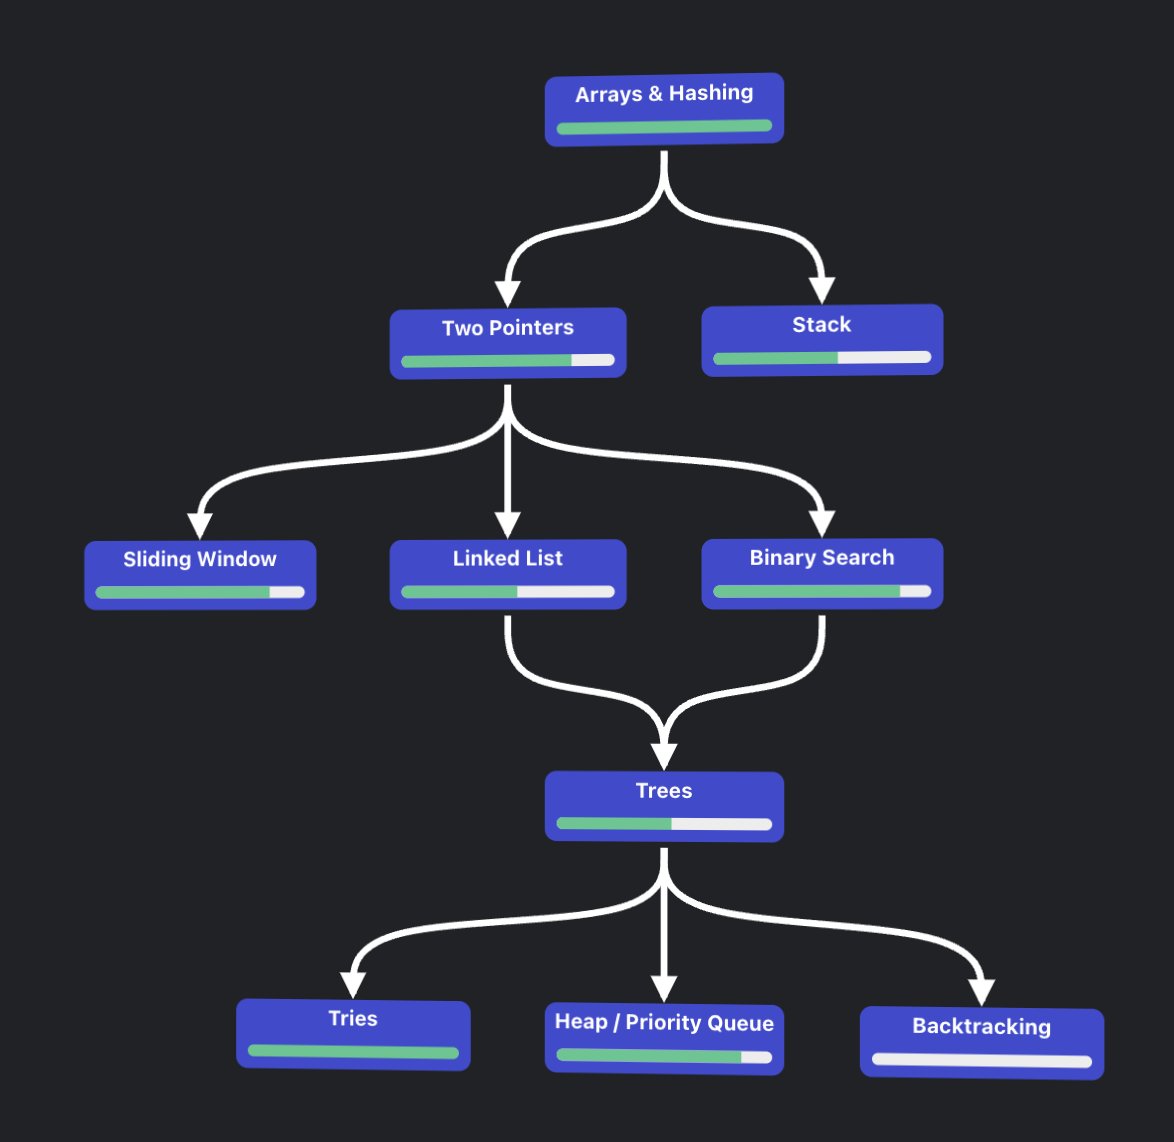 Arrays & Hashing
Two Pointers
Stack
Sliding Window
Linked List
Binary Search
Trees
Tries
Heap / Priority Queue
Backtracking